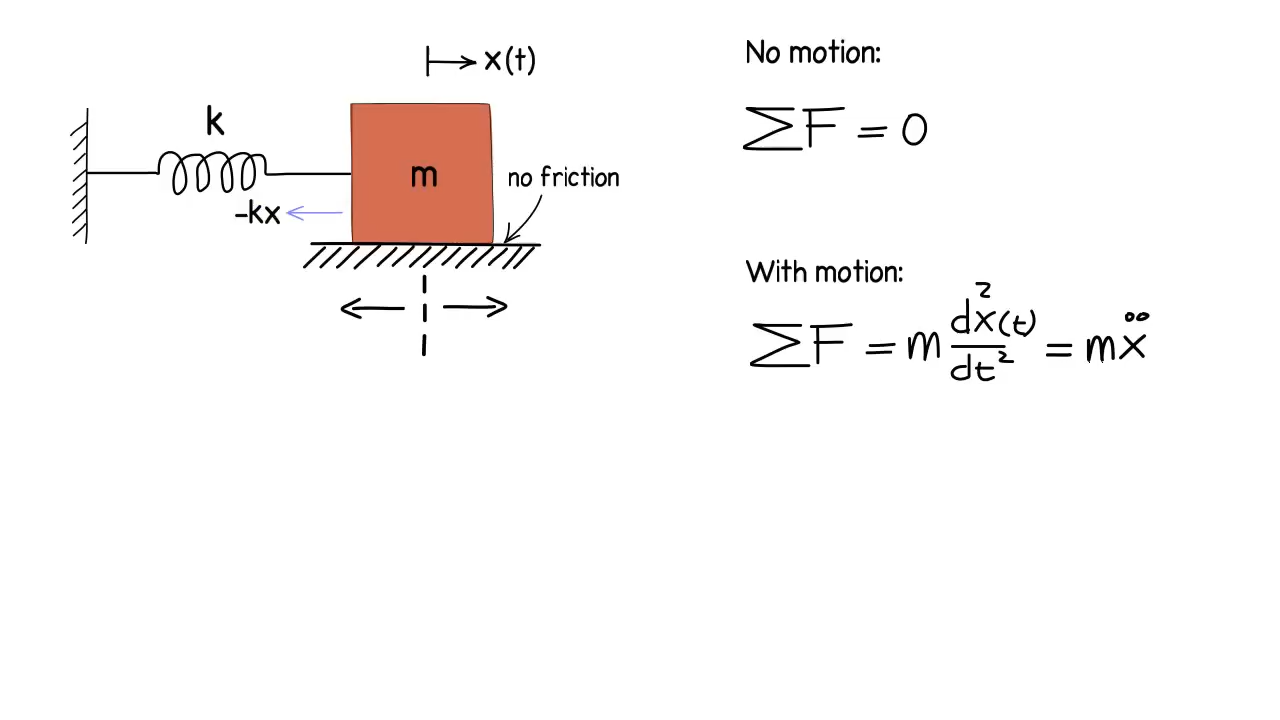 x(t)
k
m
no friction
-kx
No motion:
∑F = 0
With motion:
∑F = m d²x(t)/dt² = mẍ